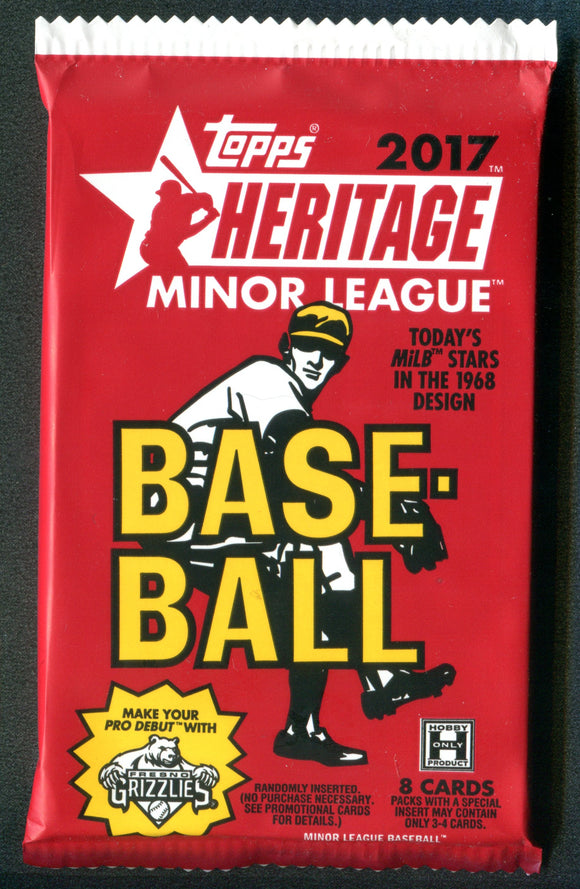 Topps®
2017™
HERITAGE
MINOR LEAGUE™
TODAY'S
MiLB™ STARS
IN THE 1968
DESIGN
BASE-
BALL
MAKE YOUR
PRO DEBUT™ WITH
FRESNO
GRIZZLIES
RANDOMLY INSERTED.
(NO PURCHASE NECESSARY.
SEE PROMOTIONAL CARDS
FOR DETAILS.)
HOBBY
H ONLY
PRODUCT
8 CARDS
PACKS WITH A SPECIAL
INSERT MAY CONTAIN
ONLY 3-4 CARDS.
MINOR LEAGUE BASEBALL™